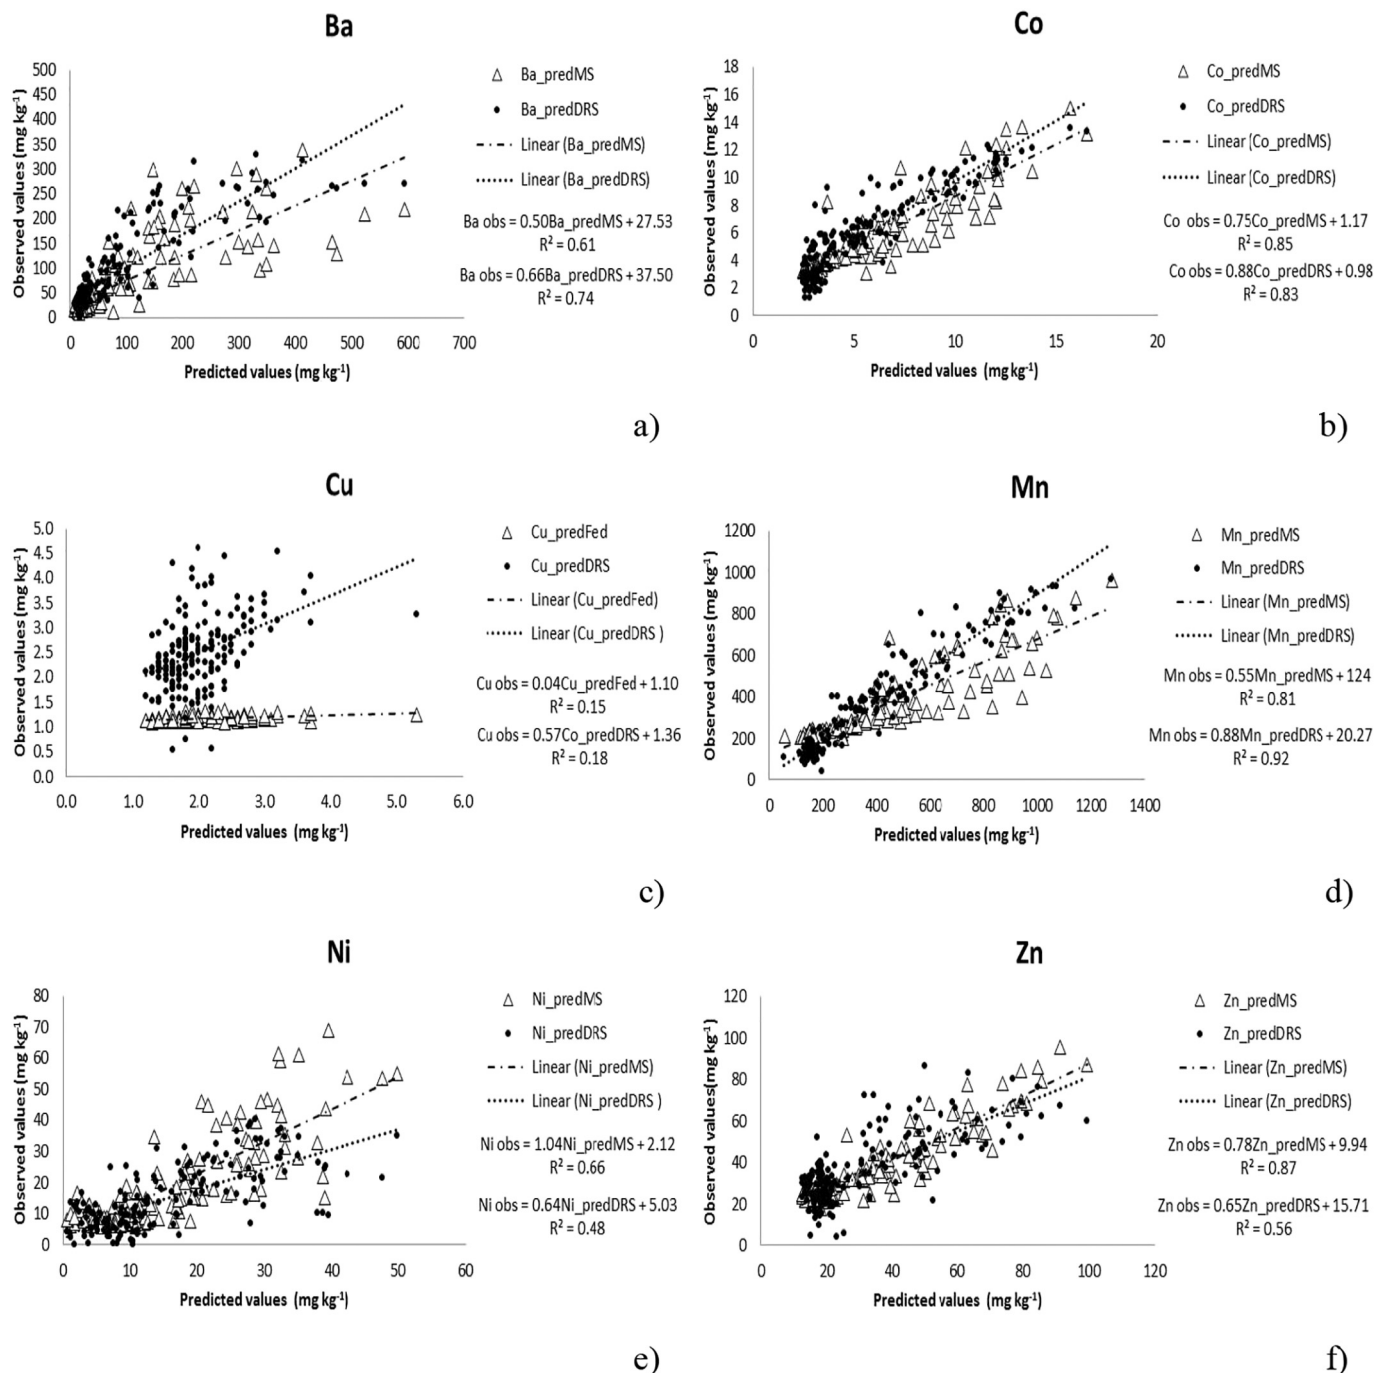 Ba
500
450
400
350
300
250
200
150
100
50
0
Observed values (mg kg⁻¹)
0 100 200 300 400 500 600 700
Predicted values (mg kg⁻¹)
Ba_predMS
Ba_predDRS
Linear (Ba_predMS)
Linear (Ba_predDRS)
Ba obs = 0.50Ba_predMS + 27.53
R² = 0.61
Ba obs = 0.66Ba_predDRS + 37.50
R² = 0.74
a)
Co
18
16
14
12
10
8
6
4
2
0
Observed values (mg kg⁻¹)
0 5 10 15 20
Predicted values (mg kg⁻¹)
Co_predMS
Co_predDRS
Linear (Co_predMS)
Linear (Co_predDRS)
Co obs = 0.75Co_predMS + 1.17
R² = 0.85
Co obs = 0.88Co_predDRS + 0.98
R² = 0.83
b)
Cu
5.0
4.5
4.0
3.5
3.0
2.5
2.0
1.5
1.0
0.5
0.0
Observed values (mg kg⁻¹)
0.0 1.0 2.0 3.0 4.0 5.0 6.0
Predicted values (mg kg⁻¹)
Cu_predFed
Cu_predDRS
Linear (Cu_predFed)
Linear (Cu_predDRS )
Cu obs = 0.04Cu_predFed + 1.10
R² = 0.15
Cu obs = 0.57Co_predDRS + 1.36
R² = 0.18
c)
Mn
1200
1000
800
600
400
200
0
Observed values (mg kg⁻¹)
0 200 400 600 800 1000 1200 1400
Predicted values (mg kg⁻¹)
Mn_predMS
Mn_predDRS
Linear (Mn_predMS)
Linear (Mn_predDRS)
Mn obs = 0.55Mn_predMS + 124
R² = 0.81
Mn obs = 0.88Mn_predDRS + 20.27
R² = 0.92
d)
Ni
80
70
60
50
40
30
20
10
0
Observed values (mg kg⁻¹)
0 10 20 30 40 50 60
Predicted values (mg kg⁻¹)
Ni_predMS
Ni_predDRS
Linear (Ni_predMS)
Linear (Ni_predDRS )
Ni obs = 1.04Ni_predMS + 2.12
R² = 0.66
Ni obs = 0.64Ni_predDRS + 5.03
R² = 0.48
e)
Zn
120
100
80
60
40
20
0
Observed values(mg kg⁻¹)
0 20 40 60 80 100 120
Predicted values (mg kg⁻¹)
Zn_predMS
Zn_predDRS
Linear (Zn_predMS)
Linear (Zn_predDRS)
Zn obs = 0.78Zn_predMS + 9.94
R² = 0.87
Zn obs = 0.65Zn_predDRS + 15.71
R² = 0.56
f)